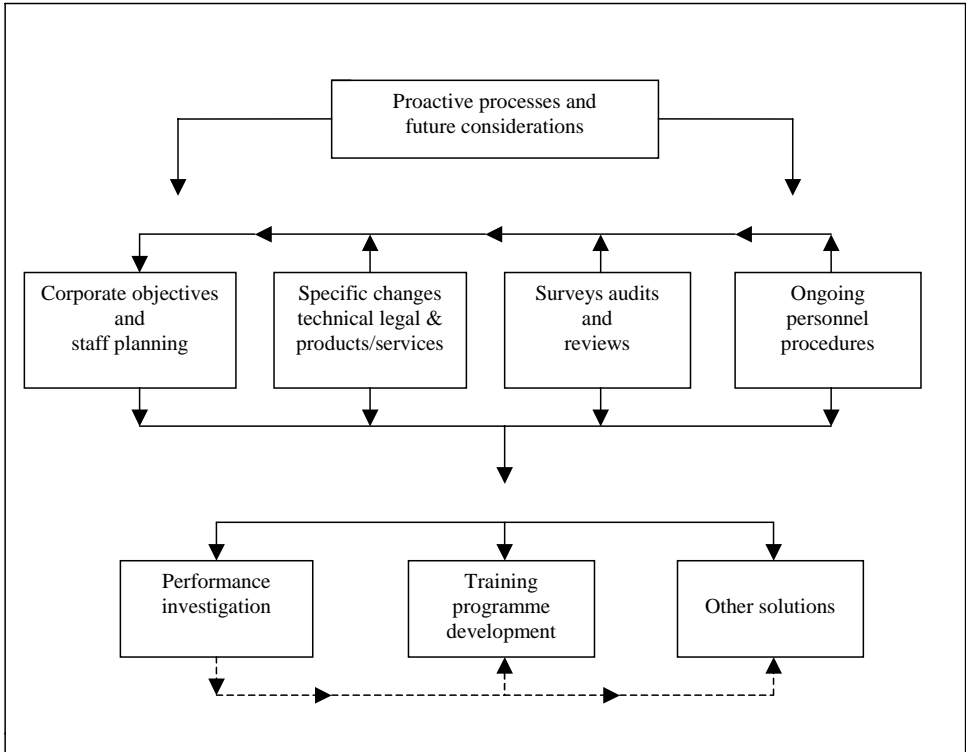 Proactive processes and
future considerations
Corporate objectives
and
staff planning
Specific changes
technical legal &
products/services
Surveys audits
and
reviews
Ongoing
personnel
procedures
Performance
investigation
Training
programme
development
Other solutions